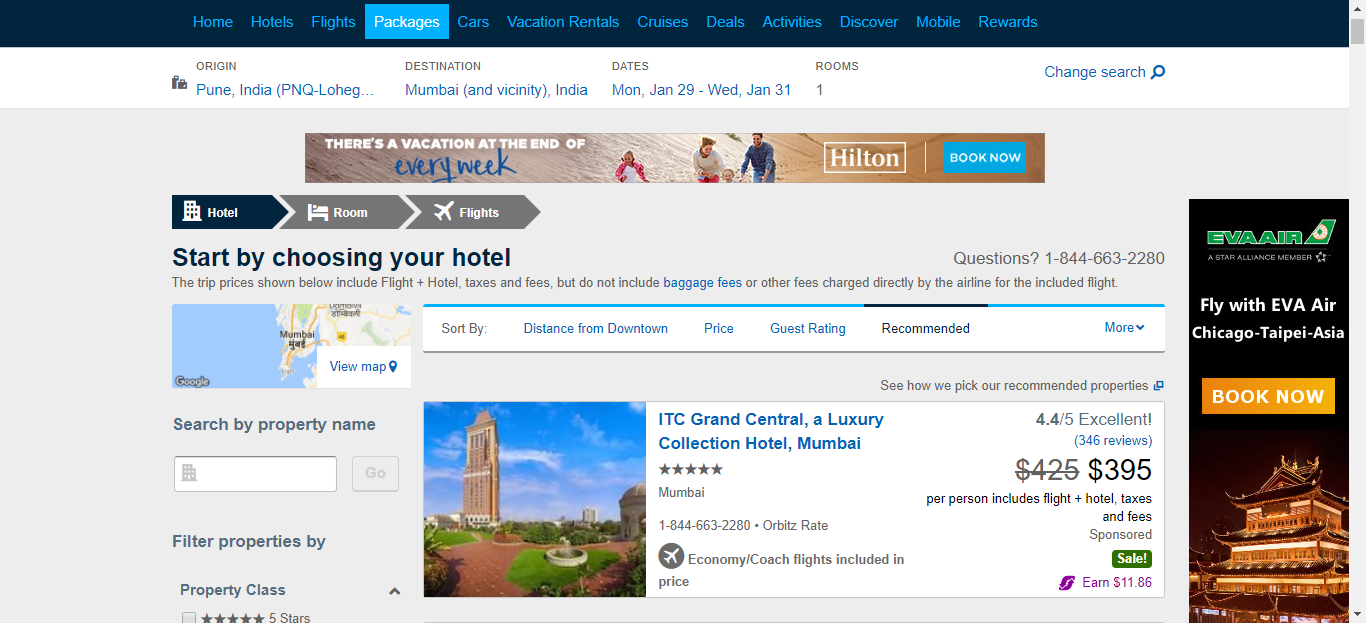 Home Hotels Flights Packages Cars Vacation Rentals Cruises Deals Activities Discover Mobile Rewards
ORIGIN DESTINATION DATES ROOMS
Pune, India (PNQ-Loheg… Mumbai (and vicinity), India Mon, Jan 29 - Wed, Jan 31 1
Change search
THERE'S A VACATION AT THE END OF
every week
Hilton
BOOK NOW
Hotel Room Flights
Start by choosing your hotel
Questions? 1-844-663-2280
The trip prices shown below include Flight + Hotel, taxes and fees, but do not include baggage fees or other fees charged directly by the airline for the included flight.
Mumbai
मुंबई
डोंबिवली
48
Google
View map
Sort By: Distance from Downtown Price Guest Rating Recommended More
See how we pick our recommended properties
Search by property name
Go
Filter properties by
Property Class
5 Stars
ITC Grand Central, a Luxury
Collection Hotel, Mumbai
Mumbai
1-844-663-2280 • Orbitz Rate
Economy/Coach flights included in
price
4.4/5 Excellent!
(346 reviews)
$425 $395
per person includes flight + hotel, taxes
and fees
Sponsored
Sale!
Earn $11.86
EVA AIR
A STAR ALLIANCE MEMBER
Fly with EVA Air
Chicago-Taipei-Asia
BOOK NOW